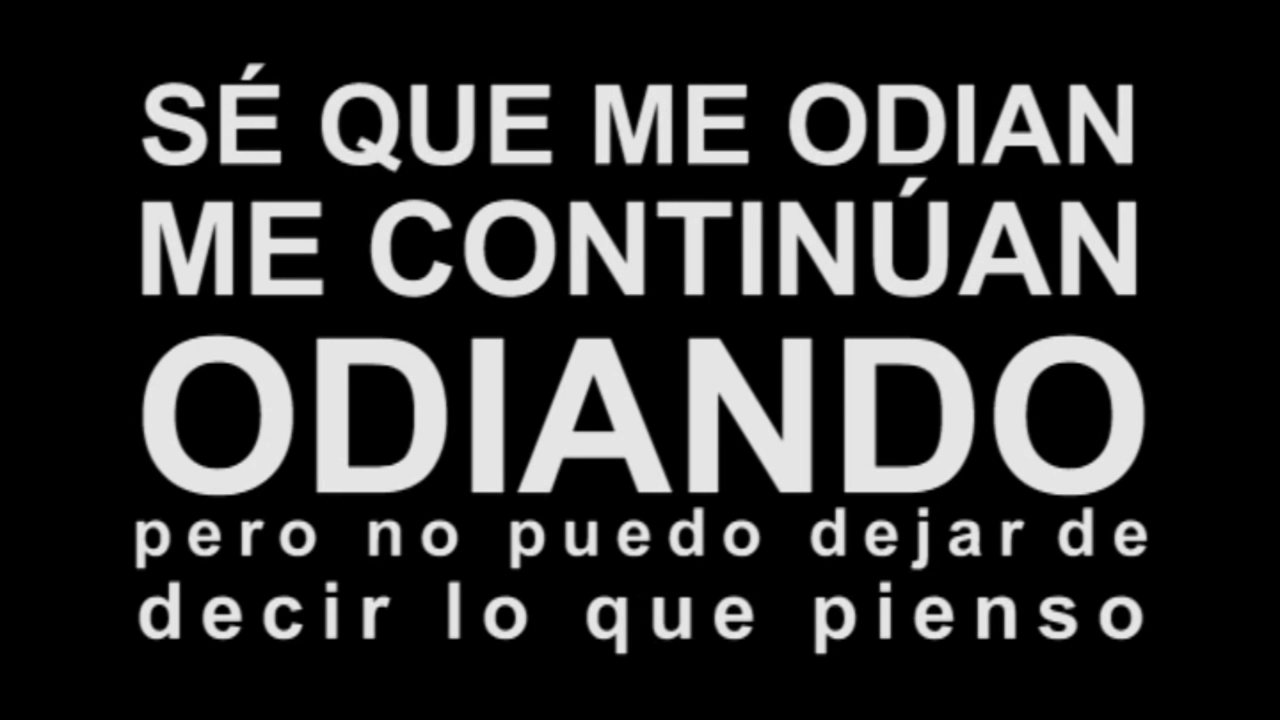 SÉ QUE ME ODIAN
ME CONTINÚAN
ODIANDO
pero no puedo dejar de
decir lo que pienso